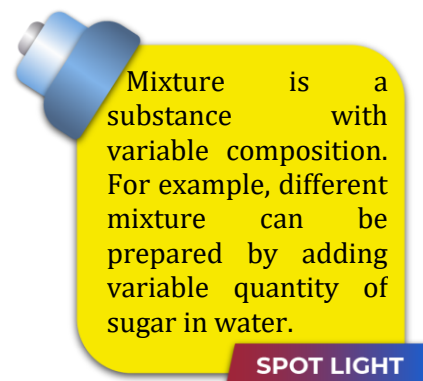 Mixture is a
substance with
variable composition.
For example, different
mixture can be
prepared by adding
variable quantity of
sugar in water.
SPOT LIGHT